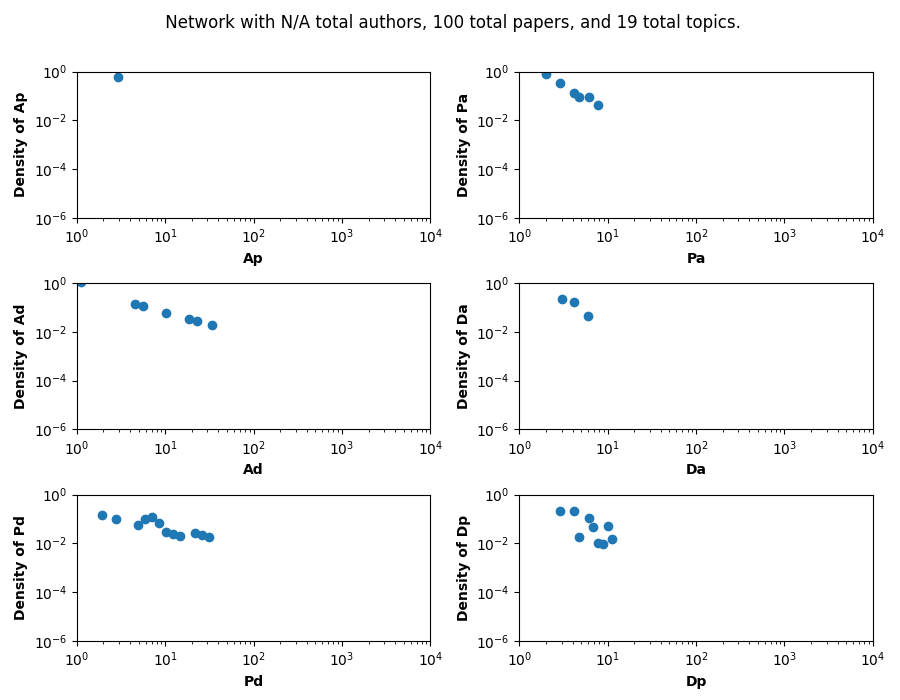 Network with N/A total authors, 100 total papers, and 19 total topics.
10^0
10^-2
10^-4
10^-6
Density of Ap
10^0 10^1 10^2 10^3 10^4
Ap
10^0
10^-2
10^-4
10^-6
Density of Pa
10^0 10^1 10^2 10^3 10^4
Pa
10^0
10^-2
10^-4
10^-6
Density of Ad
10^0 10^1 10^2 10^3 10^4
Ad
10^0
10^-2
10^-4
10^-6
Density of Da
10^0 10^1 10^2 10^3 10^4
Da
10^0
10^-2
10^-4
10^-6
Density of Pd
10^0 10^1 10^2 10^3 10^4
Pd
10^0
10^-2
10^-4
10^-6
Density of Dp
10^0 10^1 10^2 10^3 10^4
Dp